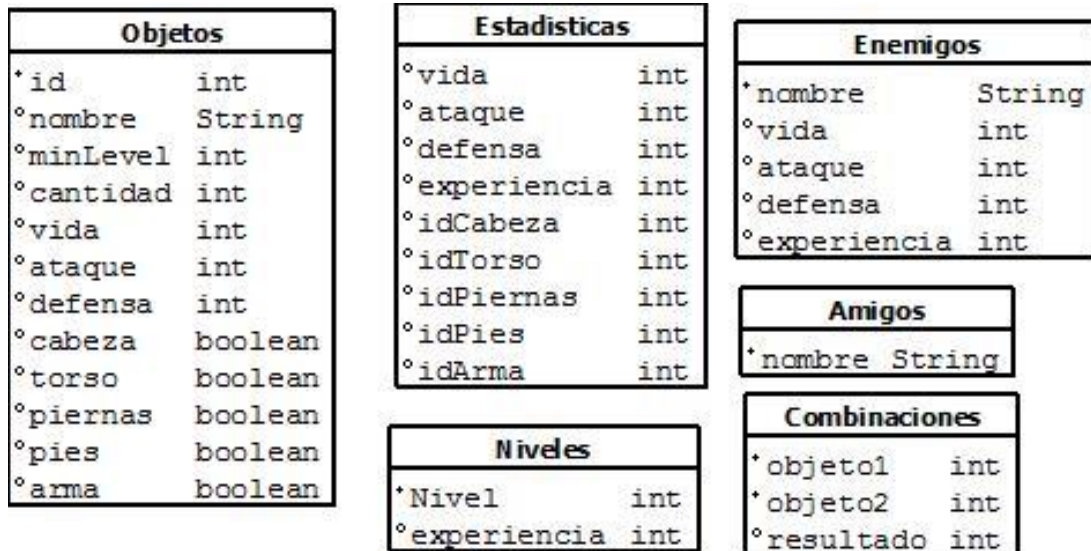 Objetos
*id int
°nombre String
°minLevel int
°cantidad int
°vida int
°ataque int
°defensa int
°cabeza boolean
°torso boolean
°piernas boolean
°pies boolean
°arma boolean
Estadisticas
°vida int
°ataque int
°defensa int
°experiencia int
°idCabeza int
°idTorso int
°idPiernas int
°idPies int
°idArma int
Niveles
*Nivel int
°experiencia int
Enemigos
*nombre String
°vida int
°ataque int
°defensa int
°experiencia int
Amigos
*nombre String
Combinaciones
*objeto1 int
*objeto2 int
°resultado int